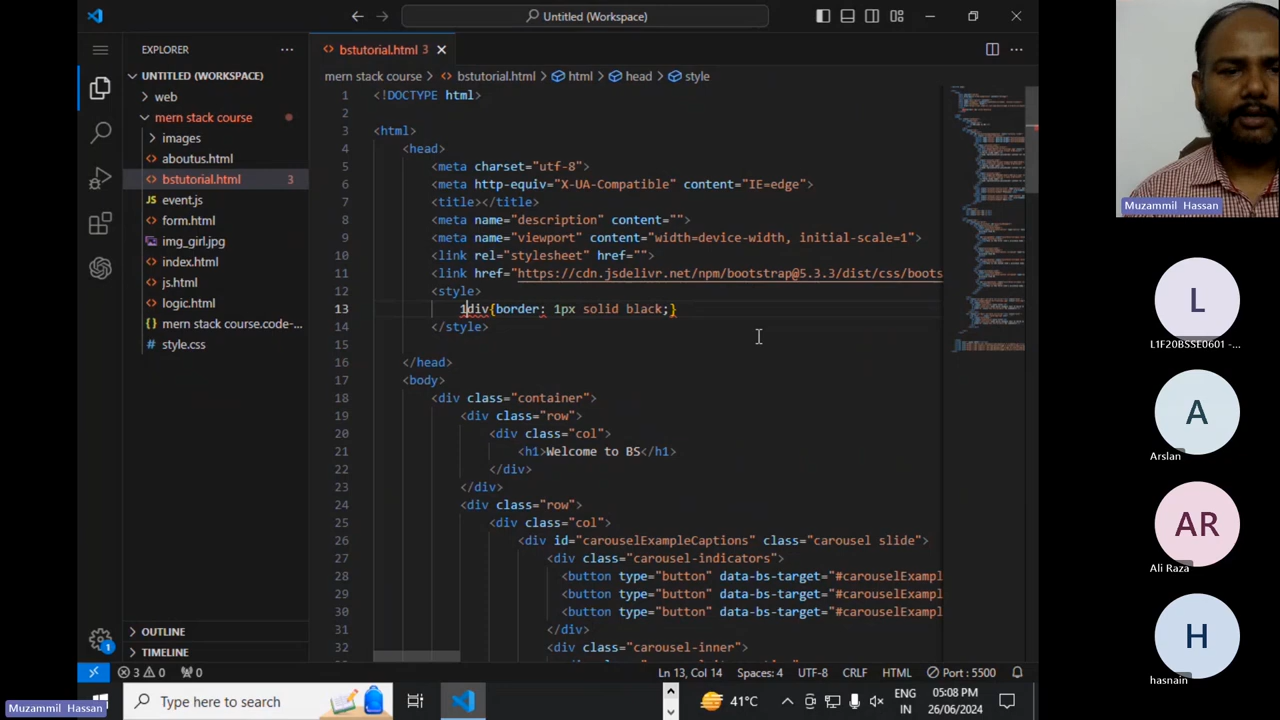 Untitled (Workspace)
EXPLORER
UNTITLED (WORKSPACE)
web
mern stack course
images
aboutus.html
bstutorial.html 3
event.js
form.html
img_girl.jpg
index.html
js.html
logic.html
mern stack course.code-...
style.css
OUTLINE
TIMELINE
bstutorial.html 3
mern stack course > bstutorial.html > html > head > style
1 <!DOCTYPE html>
2
3 <html>
4 <head>
5 <meta charset="utf-8">
6 <meta http-equiv="X-UA-Compatible" content="IE=edge">
7 <title></title>
8 <meta name="description" content="">
9 <meta name="viewport" content="width=device-width, initial-scale=1">
10 <link rel="stylesheet" href="">
11 <link href="https://cdn.jsdelivr.net/npm/bootstrap@5.3.3/dist/css/boots
12 <style>
13 1div{border: 1px solid black;}
14 </style>
15
16 </head>
17 <body>
18 <div class="container">
19 <div class="row">
20 <div class="col">
21 <h1>Welcome to BS</h1>
22 </div>
23 </div>
24 <div class="row">
25 <div class="col">
26 <div id="carouselExampleCaptions" class="carousel slide">
27 <div class="carousel-indicators">
28 <button type="button" data-bs-target="#carouselExampl
29 <button type="button" data-bs-target="#carouselExampl
30 <button type="button" data-bs-target="#carouselExampl
31 </div>
32 <div class="carousel-inner">
1
3 0 0 Ln 13, Col 14 Spaces: 4 UTF-8 CRLF HTML Port : 5500
Type here to search
41°C
ENG
IN
05:08 PM
26/06/2024
Muzammil Hassan
Muzammil Hassan
L
L1F20BSSE0601 -...
A
Arslan
AR
Ali Raza
H
hasnain